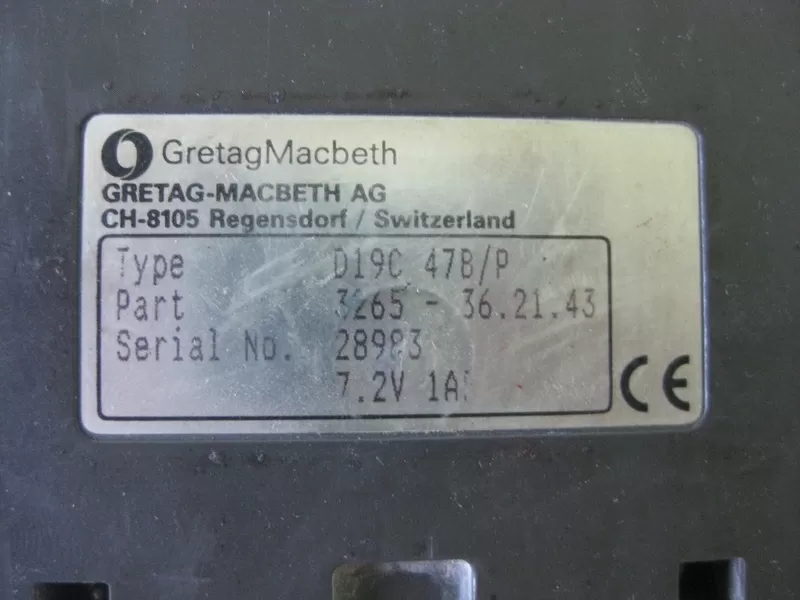 GretagMacbeth
GRETAG-MACBETH AG
CH-8105 Regensdorf / Switzerland
Type D19C 47B/P
Part 3265 - 36.21.43
Serial No. 28983
7.2V 1A
CE